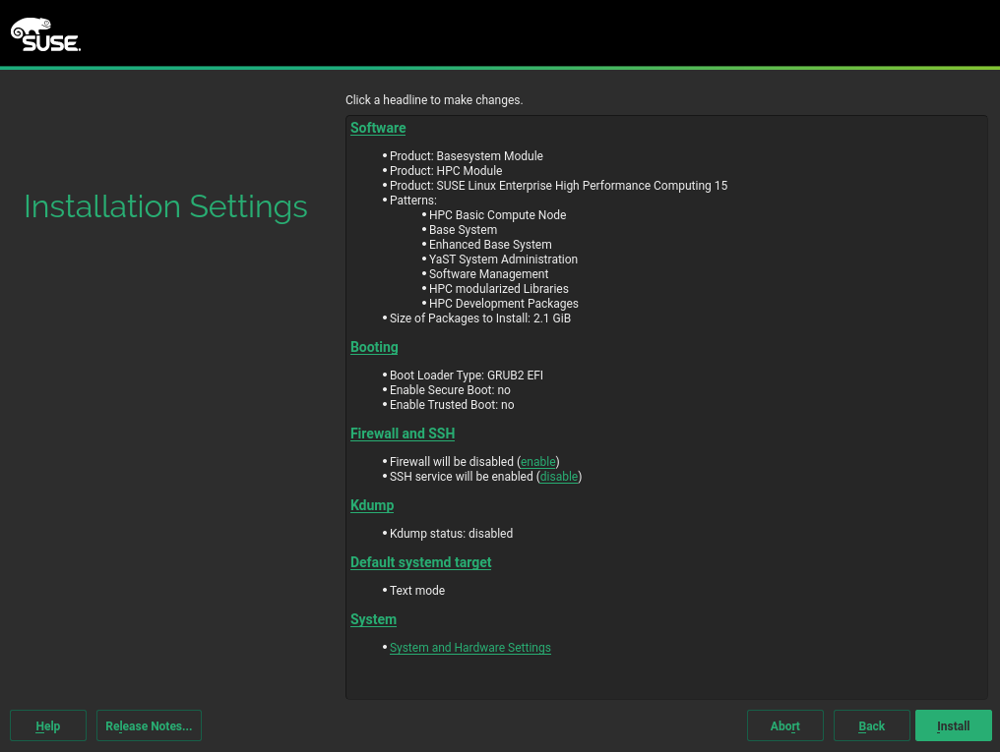 SUSE.
Click a headline to make changes.
Installation Settings
Software
Product: Basesystem Module
Product: HPC Module
Product: SUSE Linux Enterprise High Performance Computing 15
Patterns:
HPC Basic Compute Node
Base System
Enhanced Base System
YaST System Administration
Software Management
HPC modularized Libraries
HPC Development Packages
Size of Packages to Install: 2.1 GiB
Booting
Boot Loader Type: GRUB2 EFI
Enable Secure Boot: no
Enable Trusted Boot: no
Firewall and SSH
Firewall will be disabled (enable)
SSH service will be enabled (disable)
Kdump
Kdump status: disabled
Default systemd target
Text mode
System
System and Hardware Settings
Help Release Notes... Abort Back Install